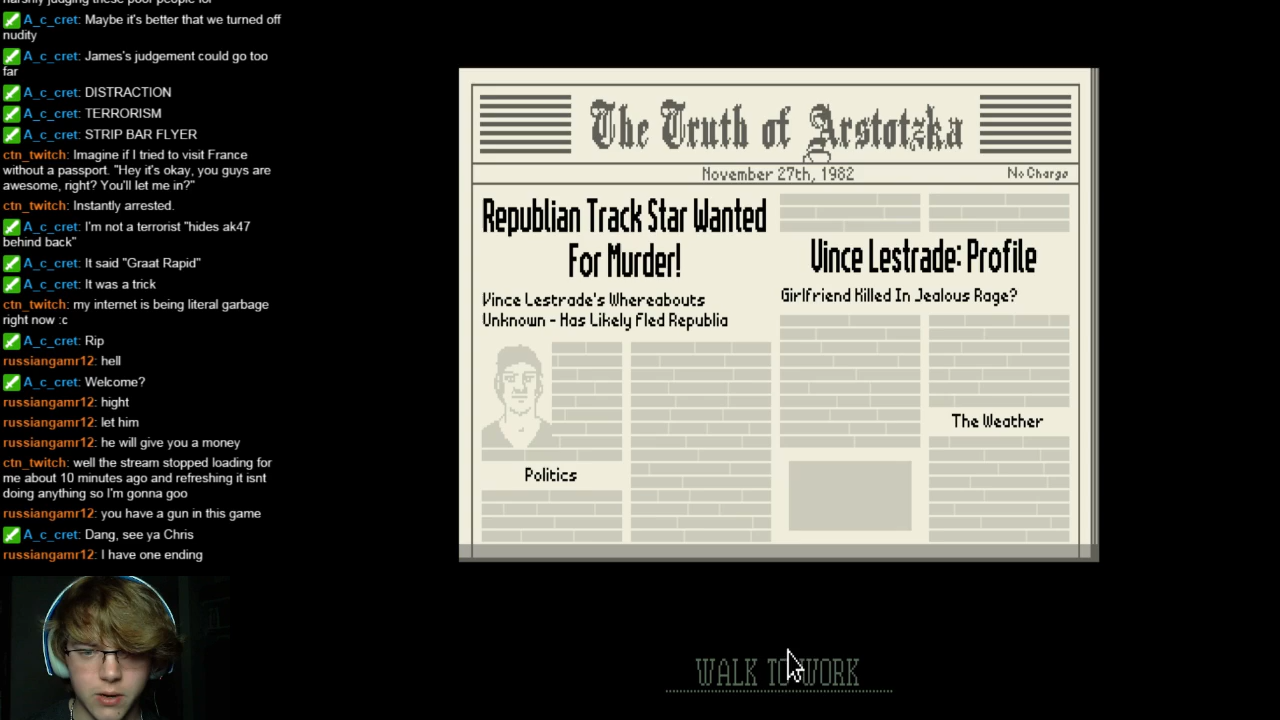 harshly judging these poor people for
A_c_cret: Maybe it's better that we turned off
nudity
A_c_cret: James's judgement could go too
far
A_c_cret: DISTRACTION
A_c_cret: TERRORISM
A_c_cret: STRIP BAR FLYER
ctn_twitch: Imagine if I tried to visit France
without a passport. "Hey it's okay, you guys are
awesome, right? You'll let me in?"
ctn_twitch: Instantly arrested.
A_c_cret: I'm not a terrorist "hides ak47
behind back"
A_c_cret: It said "Graat Rapid"
A_c_cret: It was a trick
ctn_twitch: my internet is being literal garbage
right now :c
A_c_cret: Rip
russiangamr12: hell
A_c_cret: Welcome?
russiangamr12: hight
russiangamr12: let him
russiangamr12: he will give you a money
ctn_twitch: well the stream stopped loading for
me about 10 minutes ago and refreshing it isnt
doing anything so I'm gonna goo
russiangamr12: you have a gun in this game
A_c_cret: Dang, see ya Chris
russiangamr12: I have one ending
The Truth of Arstotzka
November 27th, 1982
No Charge
Republian Track Star Wanted
For Murder!
Vince Lestrade's Whereabouts
Unknown - Has Likely Fled Republia
Politics
Vince Lestrade: Profile
Girlfriend Killed In Jealous Rage?
The Weather
WALK TO WORK